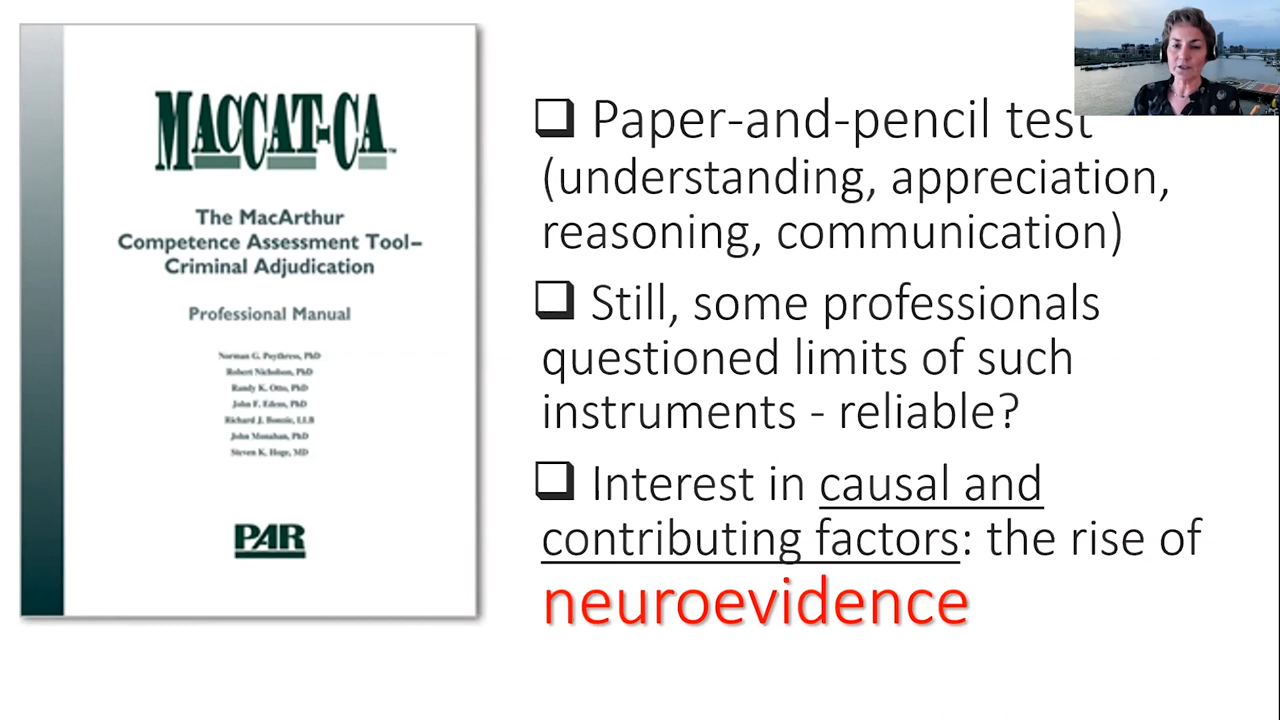 MACCAT-CA™
The MacArthur
Competence Assessment Tool–
Criminal Adjudication
Professional Manual
Norman G. Poythress, PhD
Robert Nicholson, PhD
Randy K. Otto, PhD
John F. Edens, PhD
Richard J. Bonnie, LLB
John Monahan, PhD
Steven K. Hoge, MD
PAR
❑ Paper-and-pencil test
(understanding, appreciation,
reasoning, communication)
❑ Still, some professionals
questioned limits of such
instruments - reliable?
❑ Interest in causal and
contributing factors: the rise of
neuroevidence